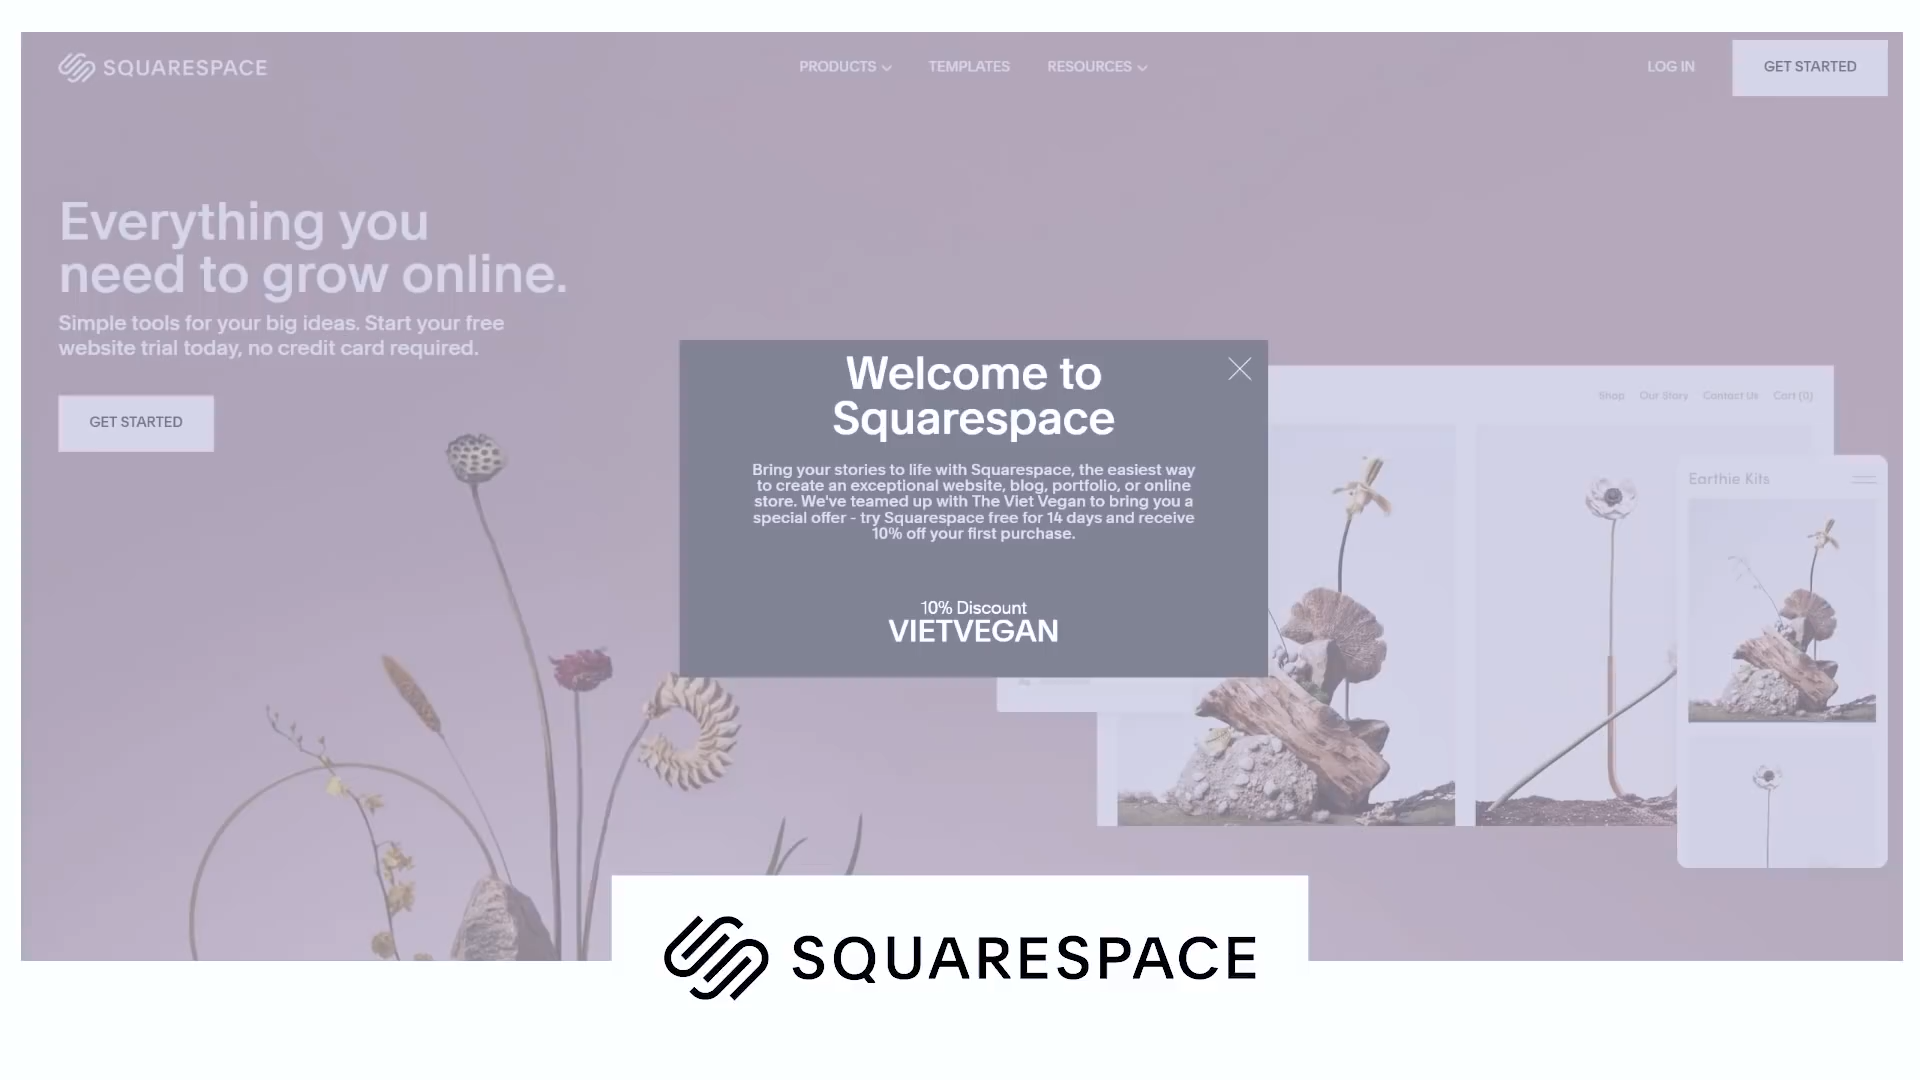 SQUARESPACE
PRODUCTS TEMPLATES RESOURCES
LOG IN
GET STARTED
Everything you
need to grow online.
Simple tools for your big ideas. Start your free
website trial today, no credit card required.
GET STARTED
Welcome to
Squarespace
Bring your stories to life with Squarespace, the easiest way
to create an exceptional website, blog, portfolio, or online
store. We've teamed up with The Viet Vegan to bring you a
special offer - try Squarespace free for 14 days and receive
10% off your first purchase.
10% Discount
VIETVEGAN
Shop Our Story Contact Us Cart (0)
Earthie Kits
SQUARESPACE